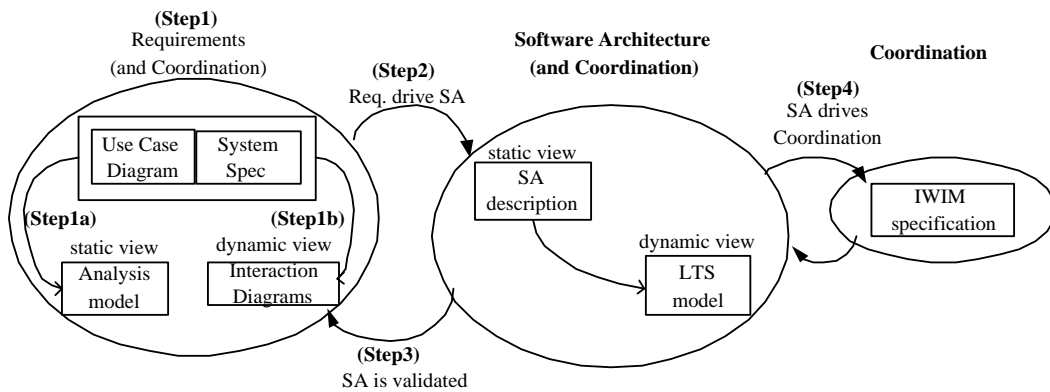 (Step1)
Requirements
(and Coordination)
Use Case
Diagram
System
Spec
(Step1a)
static view
Analysis
model
(Step1b)
dynamic view
Interaction
Diagrams
(Step2)
Req. drive SA
(Step3)
SA is validated
Software Architecture
(and Coordination)
static view
SA
description
dynamic view
LTS
model
Coordination
(Step4)
SA drives
Coordination
IWIM
specification